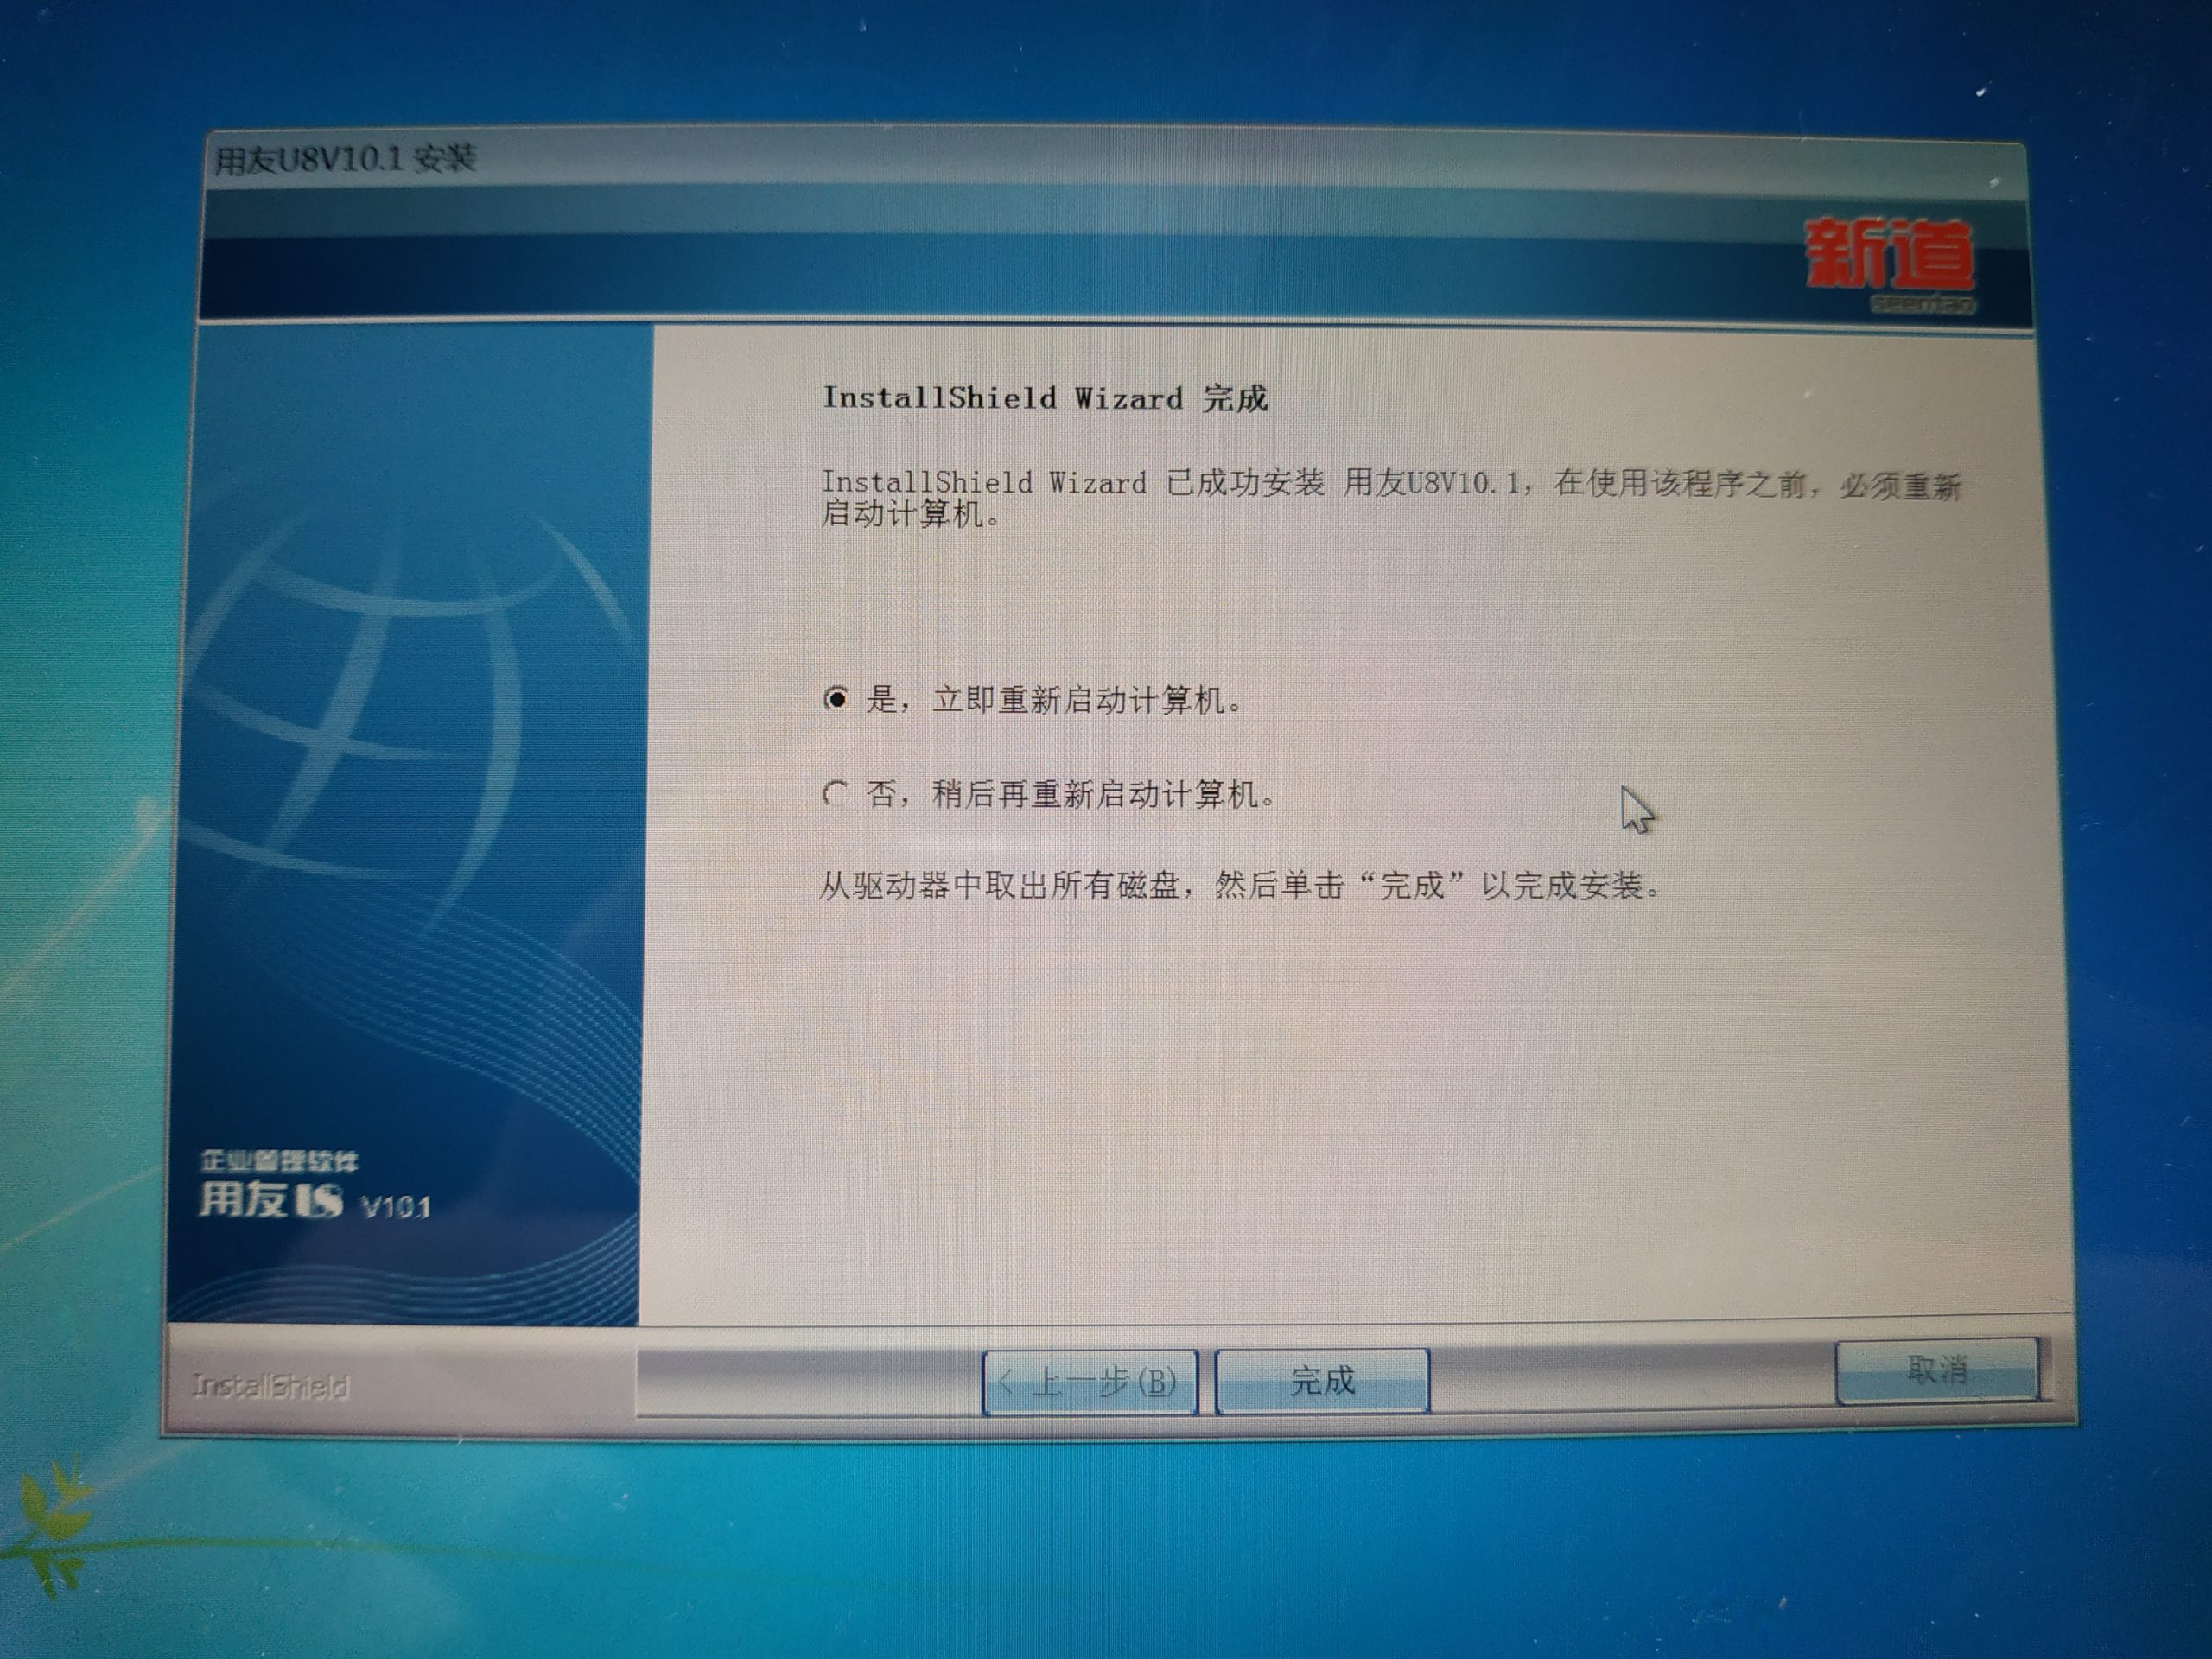 用友U8V10.1 安装
新道
seentao
InstallShield Wizard 完成
InstallShield Wizard 已成功安装 用友U8V10.1，在使用该程序之前，必须重新
启动计算机。
是，立即重新启动计算机。
否，稍后再重新启动计算机。
从驱动器中取出所有磁盘，然后单击“完成”以完成安装。
企业管理软件
用友U8 V10.1
InstallShield
< 上一步(B)
完成
取消